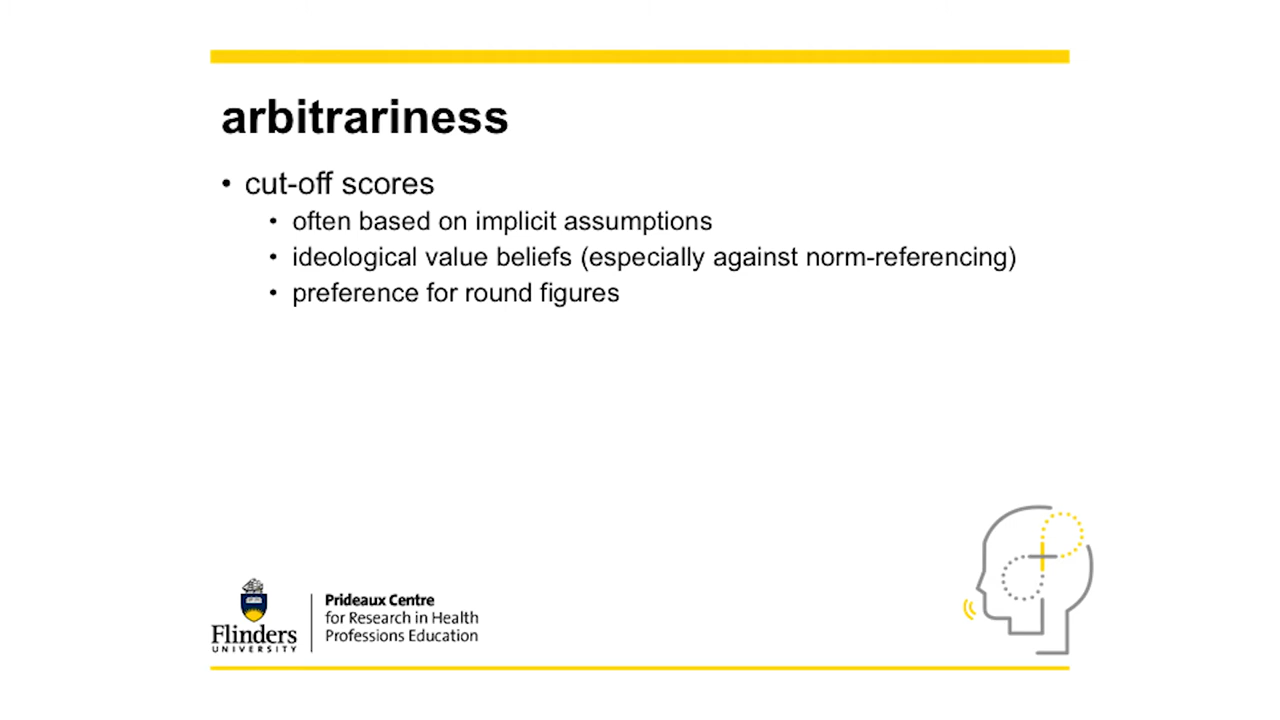 arbitrariness
• cut-off scores
• often based on implicit assumptions
• ideological value beliefs (especially against norm-referencing)
• preference for round figures
Prideaux Centre
for Research in Health
Professions Education
Flinders
UNIVERSITY